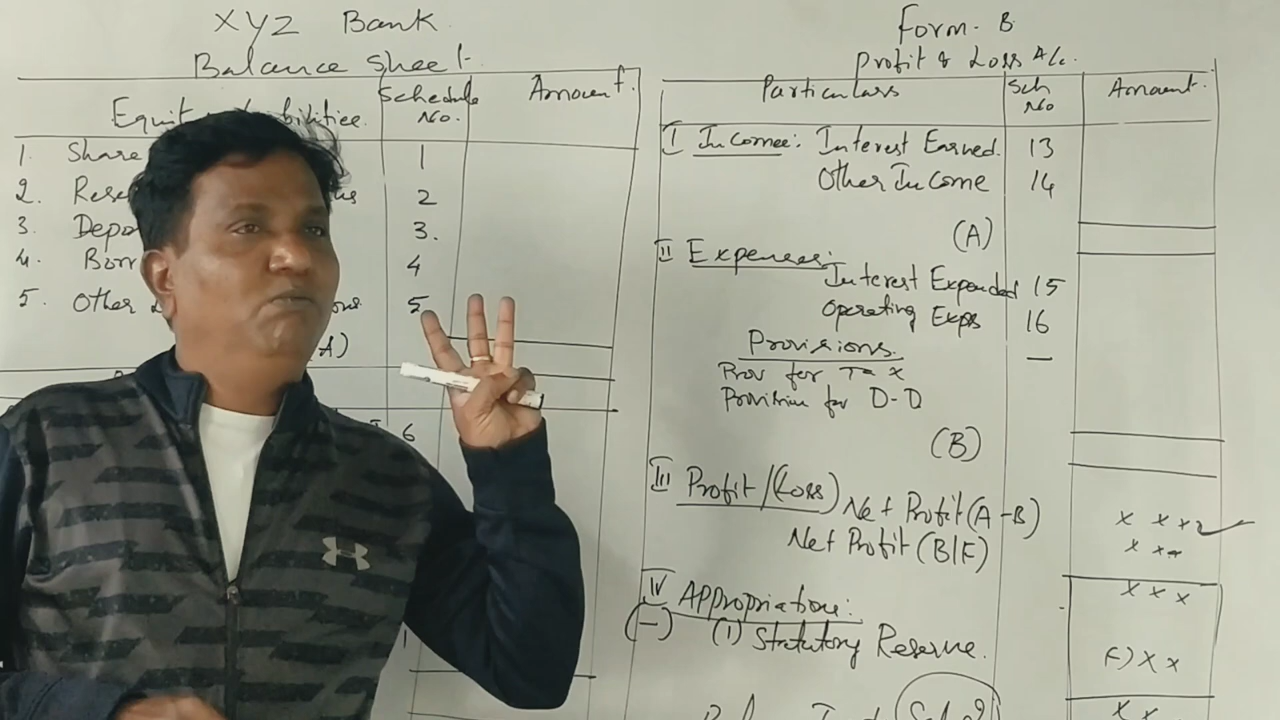 XYZ Bank
Balance Sheet
Schedule No. Amount.
1. Share 1
2. Rese 2
3. Depo 3.
4. Borr 4
5. Other 5
A)
6
Form-B
Profit & Loss A/c.
Particulars Sch No Amount.
I Income: Interest Earned. 13
Other Income 14
(A)
II Expenses: Interest Expended 15
Operating Exps 16
Provisions. —
Prov for Tax
Provision for D-D
(B)
III Profit/(Loss) Net Profit (A-B) x xx
Net Profit (B/F) x xx
x x x
IV Appropriation:
(-) (1) Statutory Reserve. (-) x x
x x